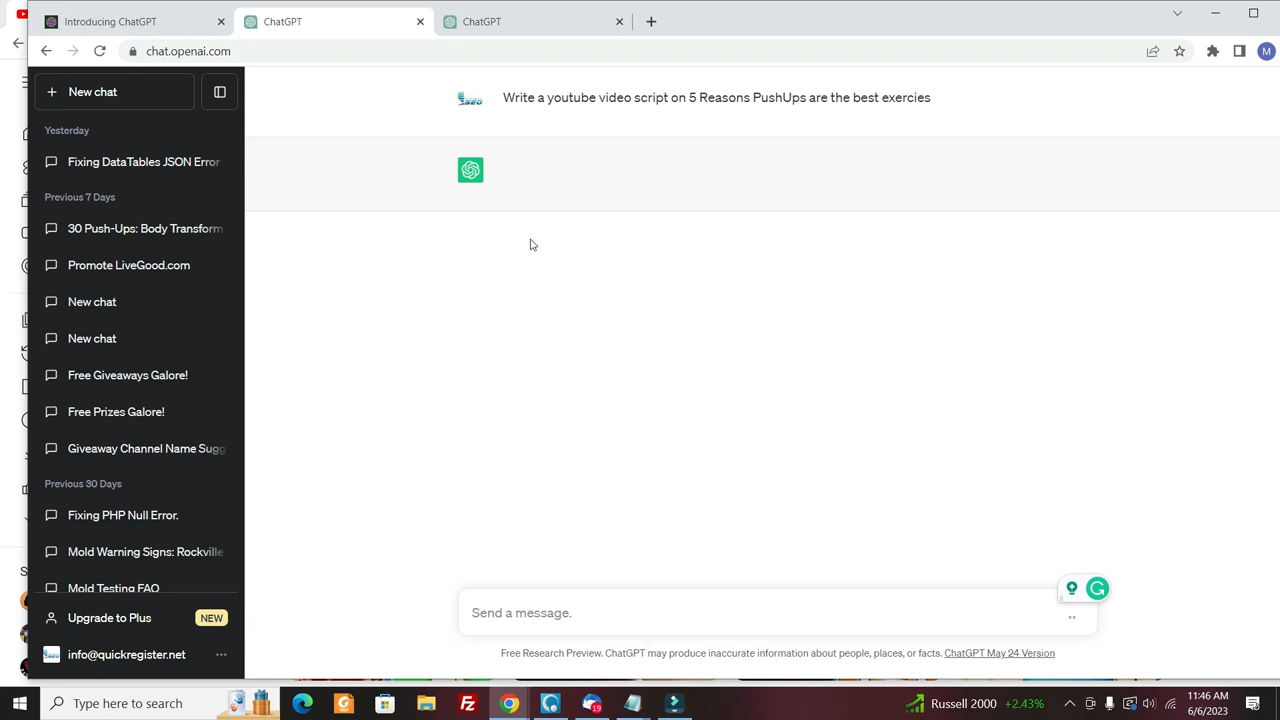 Introducing ChatGPT
ChatGPT
ChatGPT
chat.openai.com
M
New chat
Yesterday
Fixing DataTables JSON Error
Previous 7 Days
30 Push-Ups: Body Transform
Promote LiveGood.com
New chat
New chat
Free Giveaways Galore!
Free Prizes Galore!
Giveaway Channel Name Sugg
Previous 30 Days
Fixing PHP Null Error.
Mold Warning Signs: Rockville
Mold Testing FAQ
Upgrade to Plus
NEW
info@quickregister.net
SEO
Write a youtube video script on 5 Reasons PushUps are the best exercies
Send a message.
Free Research Preview. ChatGPT may produce inaccurate information about people, places, or facts. ChatGPT May 24 Version
Type here to search
19
Russell 2000 +2.43%
11:46 AM
6/6/2023